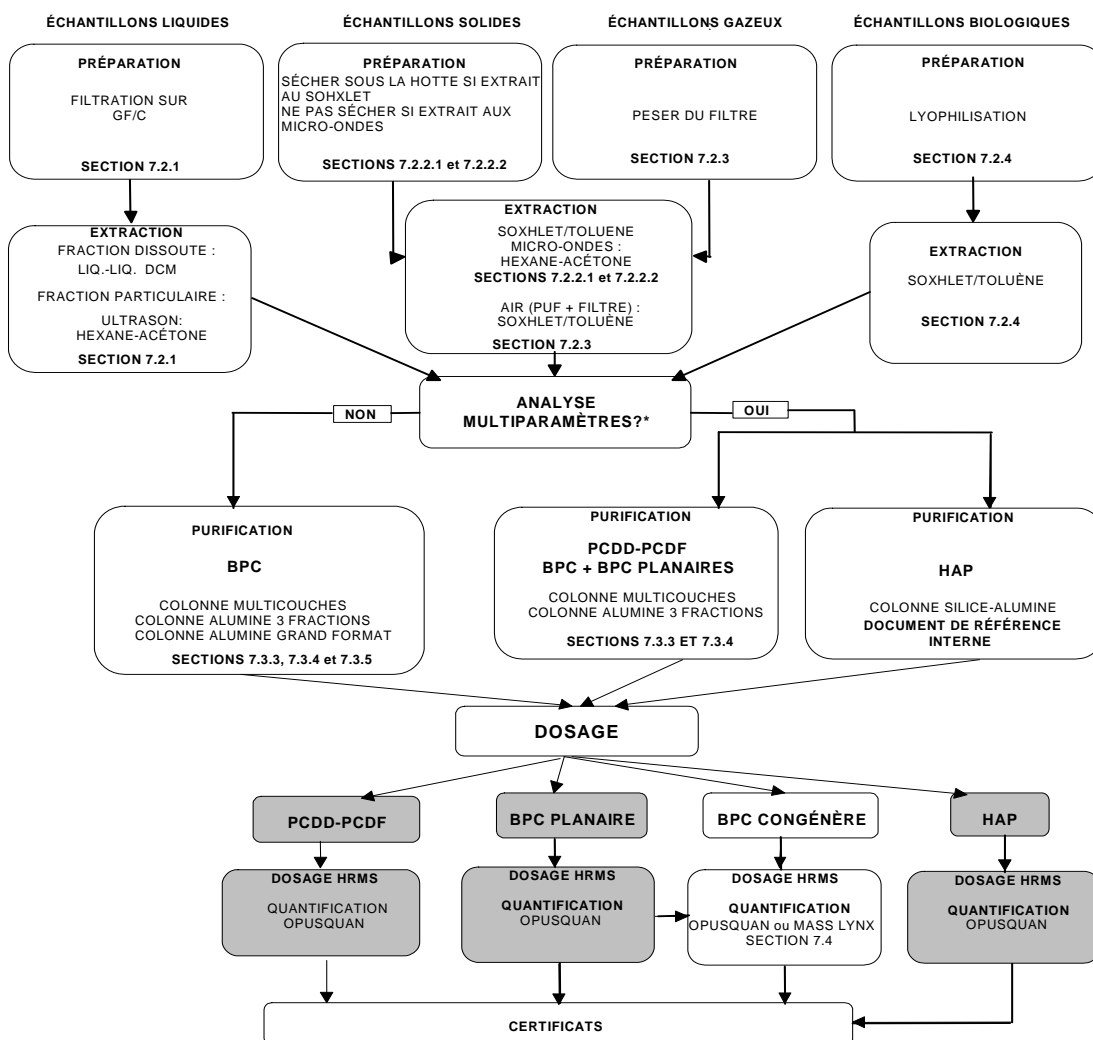 ÉCHANTILLONS LIQUIDES
ÉCHANTILLONS SOLIDES
ÉCHANTILLONS GAZEUX
ÉCHANTILLONS BIOLOGIQUES
PRÉPARATION
FILTRATION SUR
GF/C
SECTION 7.2.1
PRÉPARATION
SÉCHER SOUS LA HOTTE SI EXTRAIT
AU SOHXLET
NE PAS SÉCHER SI EXTRAIT AUX
MICRO-ONDES
SECTIONS 7.2.2.1 et 7.2.2.2
PRÉPARATION
PESER DU FILTRE
SECTION 7.2.3
PRÉPARATION
LYOPHILISATION
SECTION 7.2.4
EXTRACTION
FRACTION DISSOUTE :
LIQ.-LIQ. DCM
FRACTION PARTICULAIRE :
ULTRASON:
HEXANE-ACÉTONE
SECTION 7.2.1
EXTRACTION
SOXHLET/TOLUENE
MICRO-ONDES :
HEXANE-ACÉTONE
SECTIONS 7.2.2.1 et 7.2.2.2
AIR (PUF + FILTRE) :
SOXHLET/TOLUÈNE
SECTION 7.2.3
EXTRACTION
SOXHLET/TOLUÈNE
SECTION 7.2.4
ANALYSE
MULTIPARAMÈTRES?*
NON
OUI
PURIFICATION
BPC
COLONNE MULTICOUCHES
COLONNE ALUMINE 3 FRACTIONS
COLONNE ALUMINE GRAND FORMAT
SECTIONS 7.3.3, 7.3.4 et 7.3.5
PURIFICATION
PCDD-PCDF
BPC + BPC PLANAIRES
COLONNE MULTICOUCHES
COLONNE ALUMINE 3 FRACTIONS
SECTIONS 7.3.3 ET 7.3.4
PURIFICATION
HAP
COLONNE SILICE-ALUMINE
DOCUMENT DE RÉFÉRENCE
INTERNE
DOSAGE
PCDD-PCDF
BPC PLANAIRE
BPC CONGÉNÈRE
HAP
DOSAGE HRMS
QUANTIFICATION
OPUSQUAN
DOSAGE HRMS
QUANTIFICATION
OPUSQUAN
DOSAGE HRMS
QUANTIFICATION
OPUSQUAN ou MASS LYNX
SECTION 7.4
DOSAGE HRMS
QUANTIFICATION
OPUSQUAN
CERTIFICATS